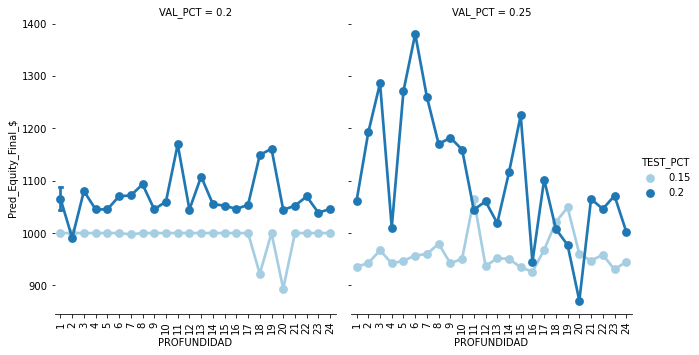 VAL_PCT = 0.2
VAL_PCT = 0.25
1400
1300
1200
1100
1000
900
Pred_Equity_Final_$
1 2 3 4 5 6 7 8 9 10 11 12 13 14 15 16 17 18 19 20 21 22 23 24
PROFUNDIDAD
1 2 3 4 5 6 7 8 9 10 11 12 13 14 15 16 17 18 19 20 21 22 23 24
PROFUNDIDAD
TEST_PCT
0.15
0.2